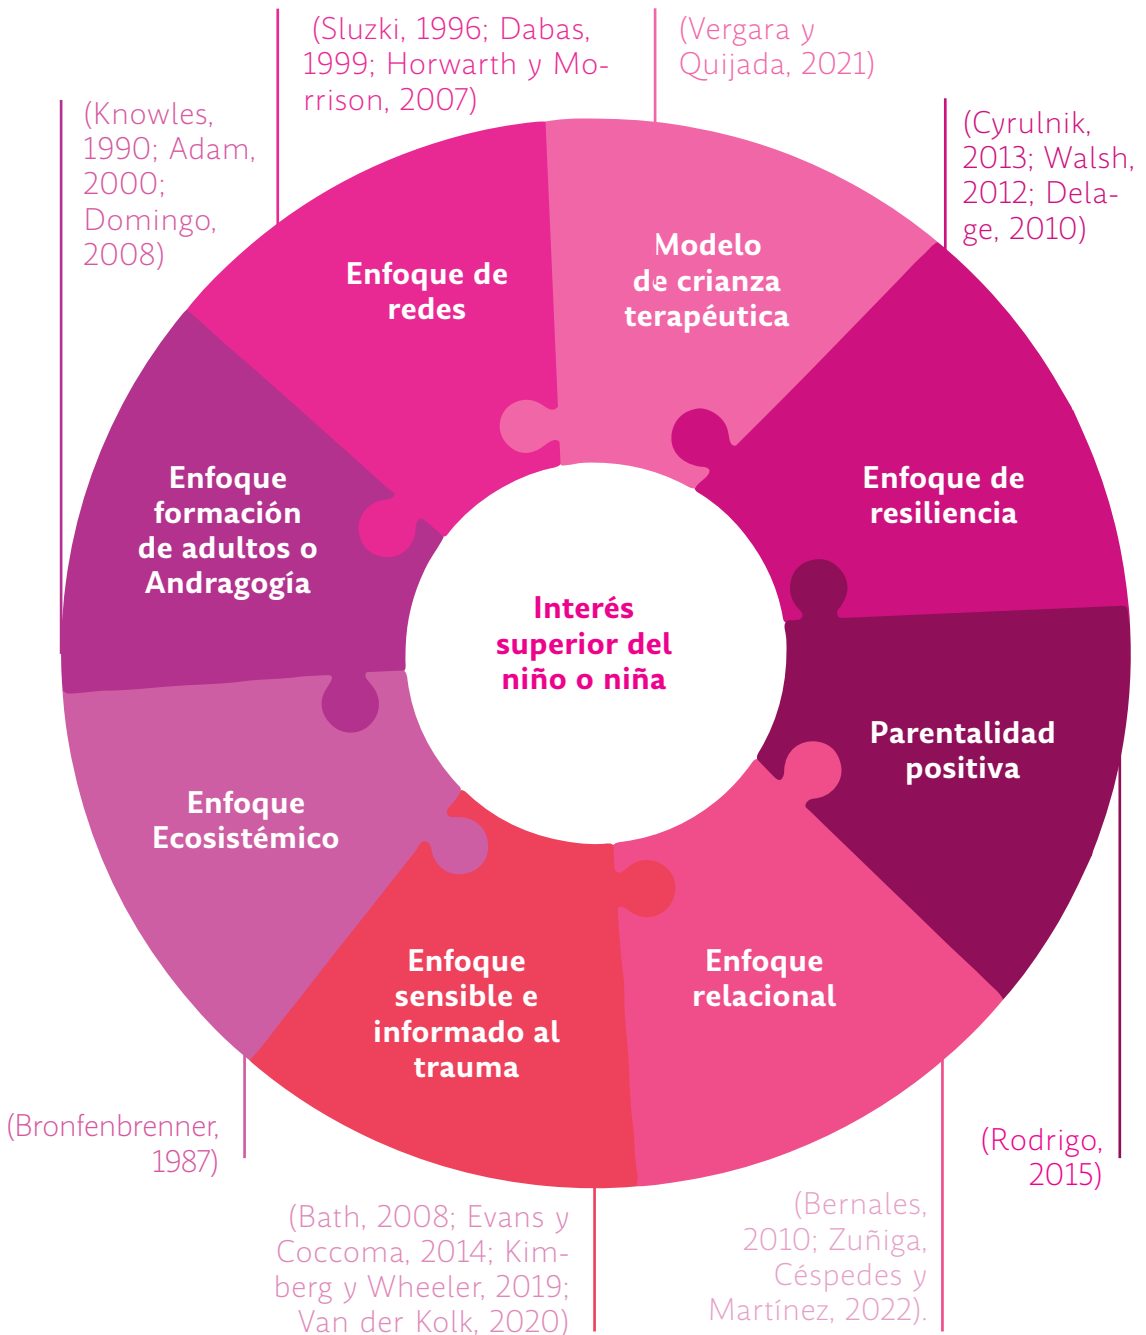 (Sluzki, 1996; Dabas,
1999; Horwarth y Mo-
rrison, 2007)
(Vergara y
Quijada, 2021)
(Knowles,
1990; Adam,
2000;
Domingo,
2008)
(Cyrulnik,
2013; Walsh,
2012; Dela-
ge, 2010)
Enfoque de
redes
Modelo
de crianza
terapéutica
Enfoque
formación
de adultos o
Andragogía
Enfoque de
resiliencia
Interés
superior del
niño o niña
Parentalidad
positiva
Enfoque
Ecosistémico
Enfoque
sensible e
informado al
trauma
Enfoque
relacional
(Bronfenbrenner,
1987)
(Rodrigo,
2015)
(Bath, 2008; Evans y
Coccoma, 2014; Kim-
berg y Wheeler, 2019;
Van der Kolk, 2020)
(Bernales,
2010; Zuñiga,
Céspedes y
Martínez, 2022).